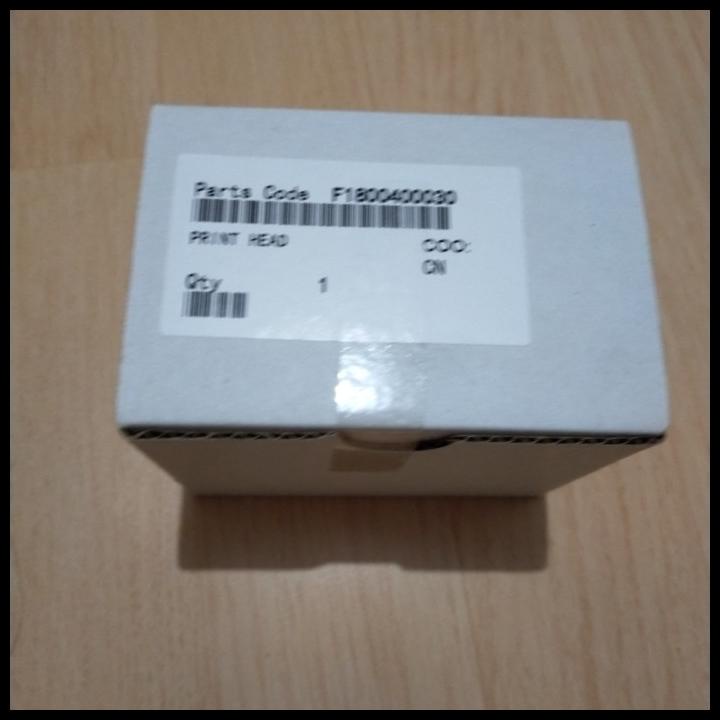 Parts Code F1800400030
PRINT HEAD
COO:
CN
Qty 1